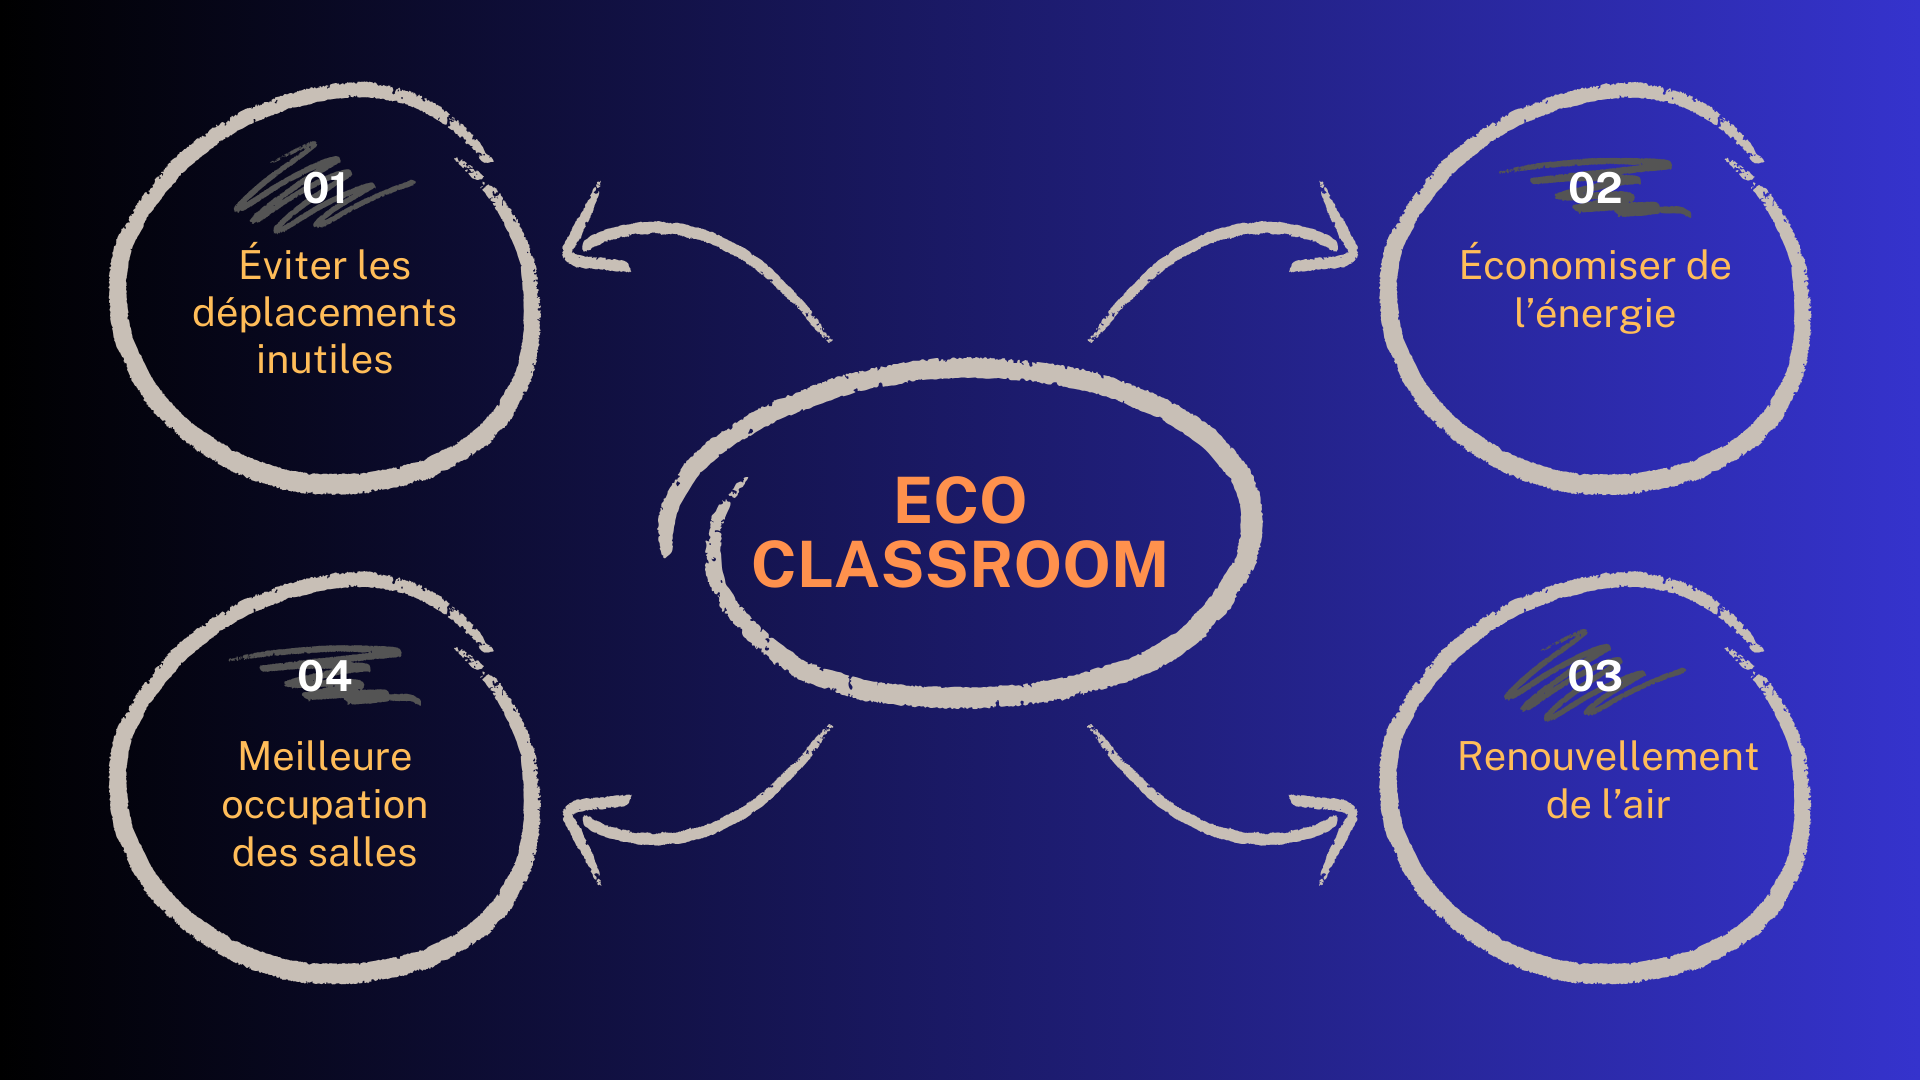 01
Éviter les
déplacements
inutiles
02
Économiser de
l’énergie
ECO
CLASSROOM
03
Renouvellement
de l’air
04
Meilleure
occupation
des salles